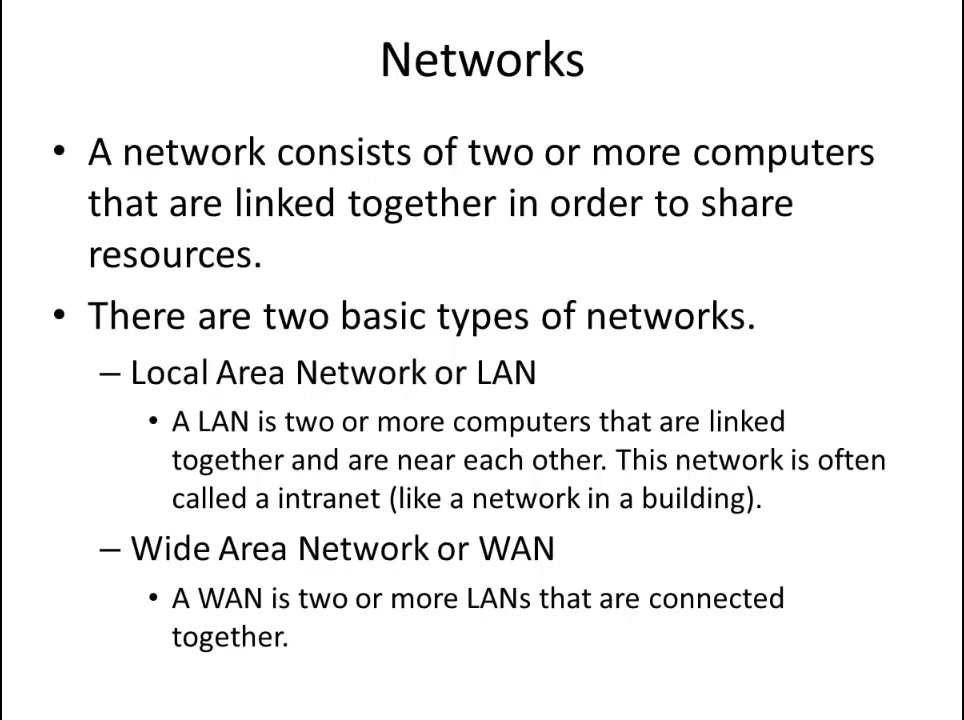 Networks
• A network consists of two or more computers
that are linked together in order to share
resources.
• There are two basic types of networks.
– Local Area Network or LAN
• A LAN is two or more computers that are linked
together and are near each other. This network is often
called a intranet (like a network in a building).
– Wide Area Network or WAN
• A WAN is two or more LANs that are connected
together.